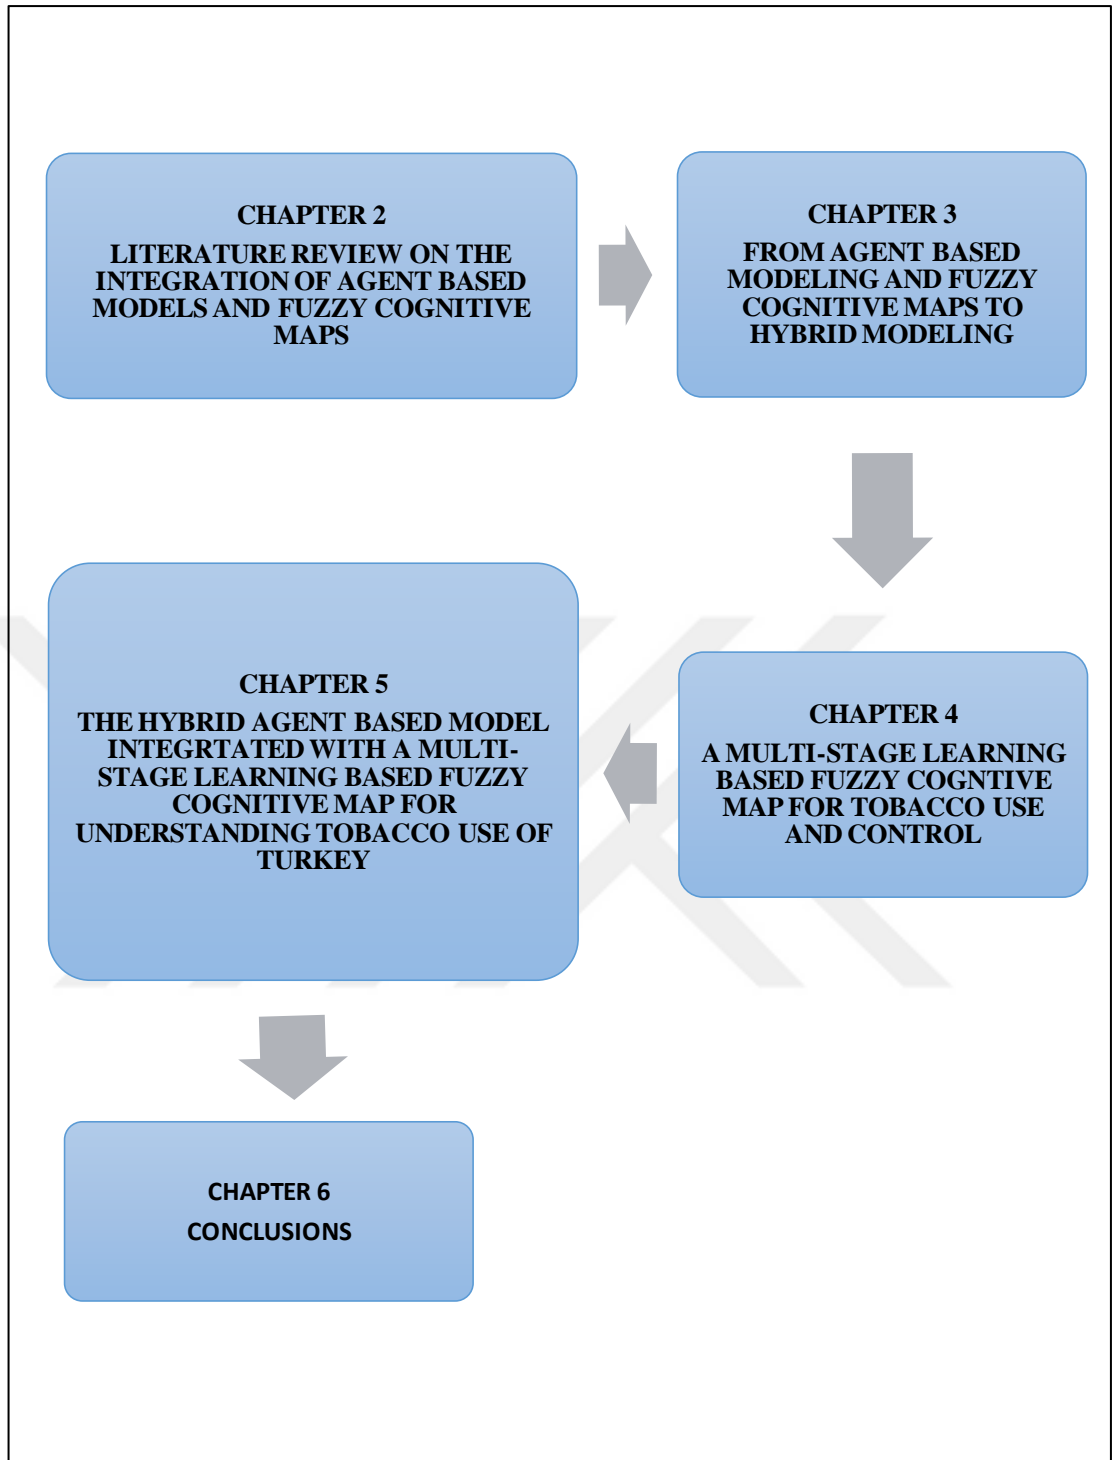 CHAPTER 2
LITERATURE REVIEW ON THE
INTEGRATION OF AGENT BASED
MODELS AND FUZZY COGNITIVE
MAPS
CHAPTER 3
FROM AGENT BASED
MODELING AND FUZZY
COGNITIVE MAPS TO
HYBRID MODELING
CHAPTER 4
A MULTI-STAGE LEARNING
BASED FUZZY COGNTIVE
MAP FOR TOBACCO USE
AND CONTROL
CHAPTER 5
THE HYBRID AGENT BASED MODEL
INTEGRTATED WITH A MULTI-
STAGE LEARNING BASED FUZZY
COGNITIVE MAP FOR
UNDERSTANDING TOBACCO USE OF
TURKEY
CHAPTER 6
CONCLUSIONS